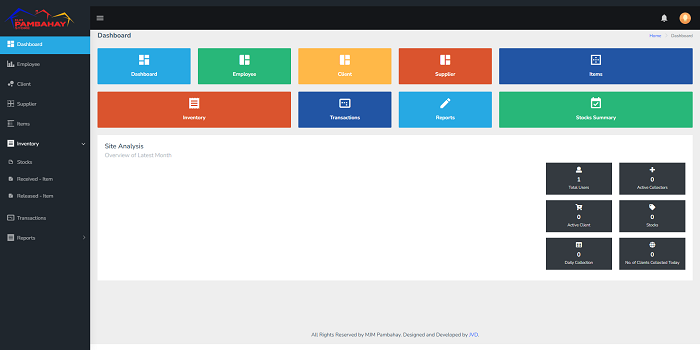 PAMBAHAY
Dashboard
Employee
Client
Supplier
Items
Inventory
Stocks
Received - Item
Released - Item
Transactions
Reports
Dashboard
Home / Dashboard
Dashboard
Employee
Client
Supplier
Items
Inventory
Transactions
Reports
Stocks Summary
Site Analysis
Overview of Latest Month
1
Total Users
0
Active Collectors
0
Active Client
0
Stocks
0
Daily Collection
0
No. of Clients Collected Today
All Rights Reserved by MJM Pambahay. Designed and Developed by JVD.